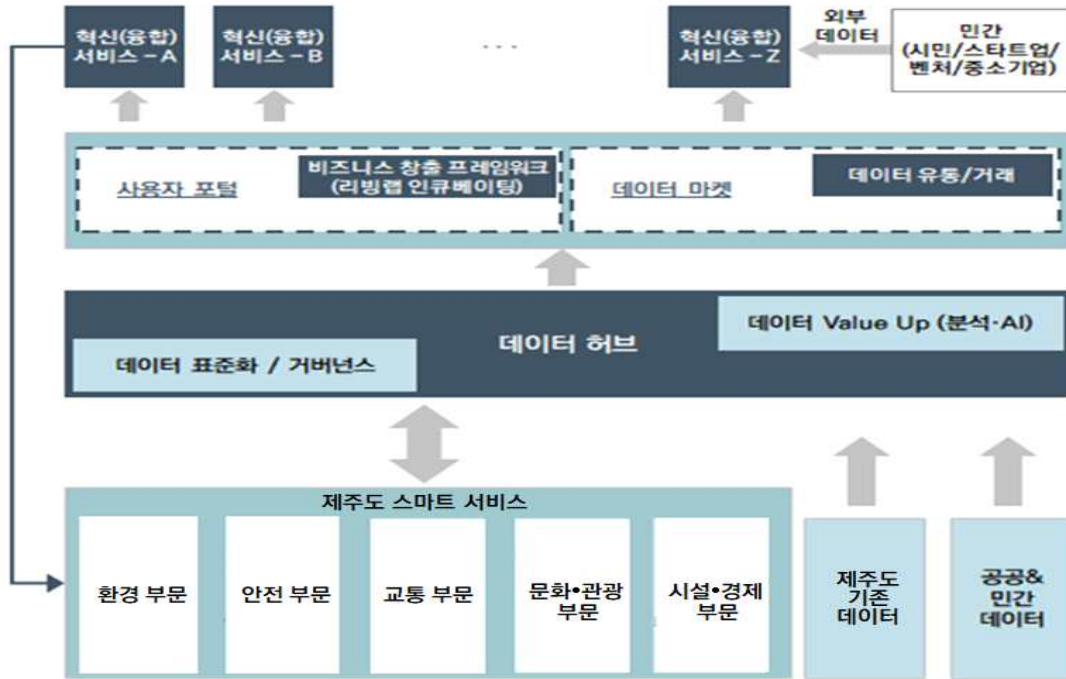 혁신(융합)
서비스 – A
혁신(융합)
서비스 – B
...
혁신(융합)
서비스 – Z
외부
데이터
민간
(시민/스타트업/
벤처/중소기업)
사용자 포털
비즈니스 창출 프레임워크
(리빙랩 인큐베이팅)
데이터 마켓
데이터 유통/거래
데이터 Value Up (분석·AI)
데이터 허브
데이터 표준화 / 거버넌스
제주도 스마트 서비스
환경 부문
안전 부문
교통 부문
문화•관광
부문
시설•경제
부문
제주도
기존
데이터
공공&
민간
데이터